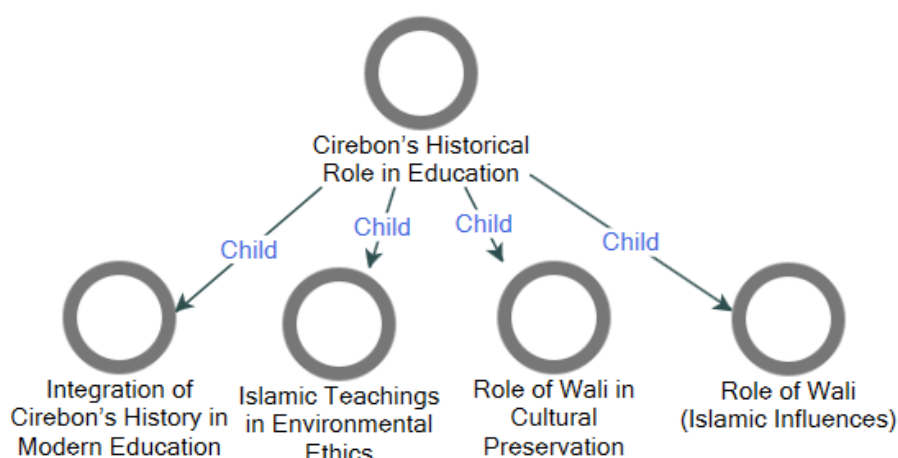 Cirebon’s Historical
Role in Education
Child
Child
Child
Child
Integration of
Cirebon’s History in
Modern Education
Islamic Teachings
in Environmental
Ethics
Role of Wali in
Cultural
Preservation
Role of Wali
(Islamic Influences)